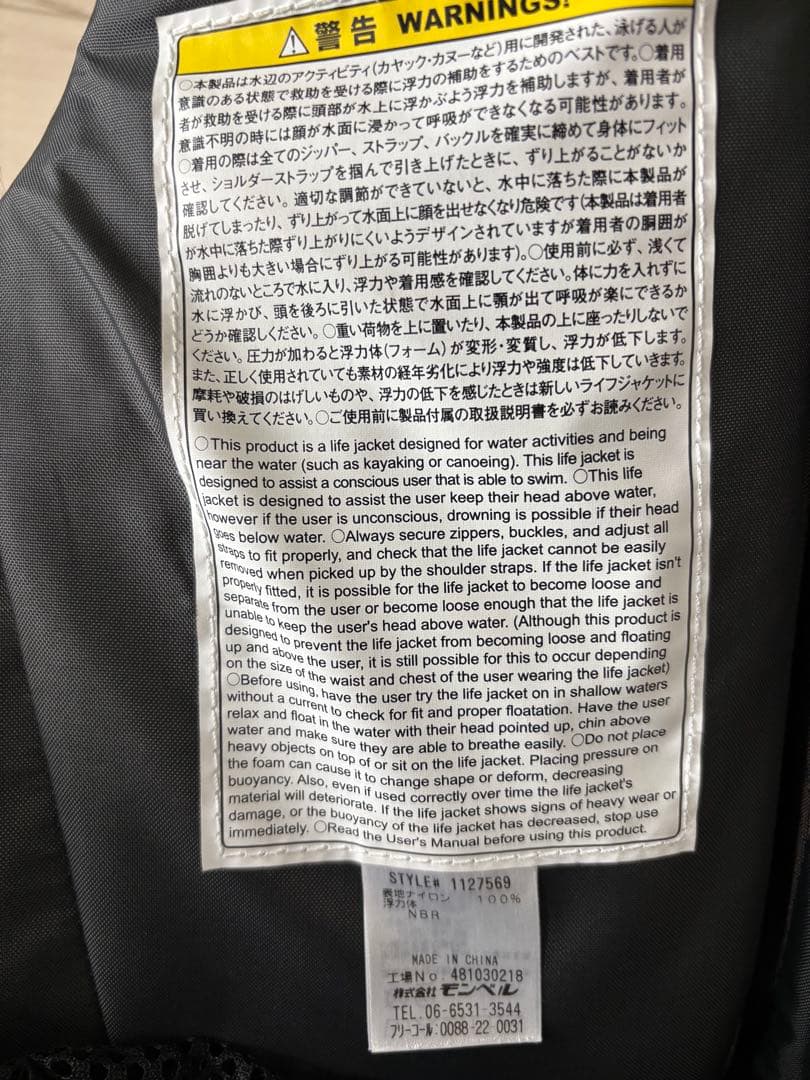 警告 WARNINGS!
○本製品は水辺のアクティビティ(カヤック・カヌーなど)用に開発された、泳げる人が
意識のある状態で救助を受ける際に浮力の補助をするためのベストです。○着用
者が救助を受ける際に頭部が水上に浮かぶよう浮力を補助しますが、着用者が
意識不明の時には顔が水面に浸かって呼吸ができなくなる可能性があります。
○着用の際は全てのジッパー、ストラップ、バックルを確実に締めて身体にフィット
させ、ショルダーストラップを掴んで引き上げたときに、ずり上がることがないか
確認してください。適切な調節ができていないと、水中に落ちた際に本製品が
脱げてしまったり、ずり上がって水面上に顔を出せなくなり危険です(本製品は着用者
が水中に落ちた際ずり上がりにくいようデザインされていますが着用者の胴囲が
胸囲よりも大きい場合にずり上がる可能性があります)。○使用前に必ず、浅くて
流れのないところで水に入り、浮力や着用感を確認してください。体に力を入れずに
水に浮かび、頭を後ろに引いた状態で水面上に顎が出て呼吸が楽にできるか
どうか確認しください。○重い荷物を上に置いたり、本製品の上に座ったりしないで
ください。圧力が加わると浮力体(フォーム)が変形・変質し、浮力が低下します。
また、正しく使用されていても素材の経年劣化により浮力や強度は低下していきます。
摩耗や破損のはげしいものや、浮力の低下を感じたときは新しいライフジャケットに
買い換えてください。○ご使用前に製品付属の取扱説明書を必ずお読みください。
○This product is a life jacket designed for water activities and being
near the water (such as kayaking or canoeing). This life jacket is
designed to assist a conscious user that is able to swim. ○This life
jacket is designed to assist the user keep their head above water,
however if the user is unconscious, drowning is possible if their head
goes below water. ○Always secure zippers, buckles, and adjust all
straps to fit properly, and check that the life jacket cannot be easily
removed when picked up by the shoulder straps. If the life jacket isn't
properly fitted, it is possible for the life jacket to become loose and
separate from the user or become loose enough that the life jacket is
unable to keep the user's head above water. (Although this product is
designed to prevent the life jacket from becoming loose and floating
up and above the user, it is still possible for this to occur depending
on the size of the waist and chest of the user wearing the life jacket)
○Before using, have the user try the life jacket on in shallow waters
without a current to check for fit and proper floatation. Have the user
relax and float in the water with their head pointed up, chin above
water and make sure they are able to breathe easily. ○Do not place
heavy objects on top of or sit on the life jacket. Placing pressure on
the foam can cause it to change shape or deform, decreasing
buoyancy. Also, even if used correctly over time the life jacket's
material will deteriorate. If the life jacket shows signs of heavy wear or
damage, or the buoyancy of the life jacket has decreased, stop use
immediately. ○Read the User's Manual before using this product.
STYLE# 1127569
表地ナイロン 100%
浮力体
NBR
MADE IN CHINA
工場No. 481030218
株式会社モンベル
TEL.06-6531-3544
フリーコール:0088-22-0031